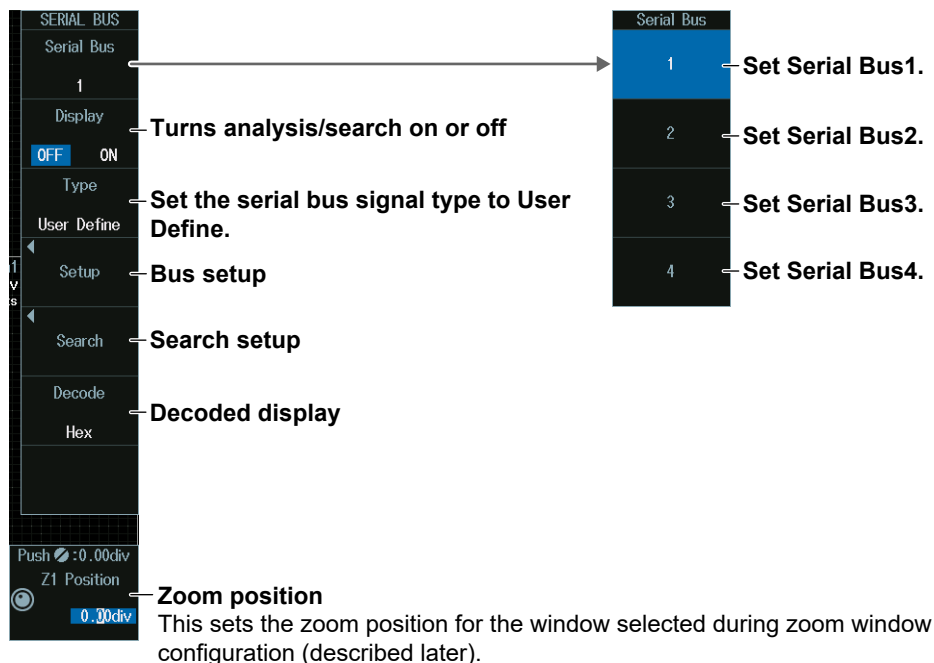 SERIAL BUS
Serial Bus
1
Display
OFF ON
Type
User Define
Setup
Search
Decode
Hex
Push :0.00div
Z1 Position
0.00div
Turns analysis/search on or off
Set the serial bus signal type to User
Define.
Bus setup
Search setup
Decoded display
Zoom position
This sets the zoom position for the window selected during zoom window
configuration (described later).
Serial Bus
1
2
3
4
Set Serial Bus1.
Set Serial Bus2.
Set Serial Bus3.
Set Serial Bus4.